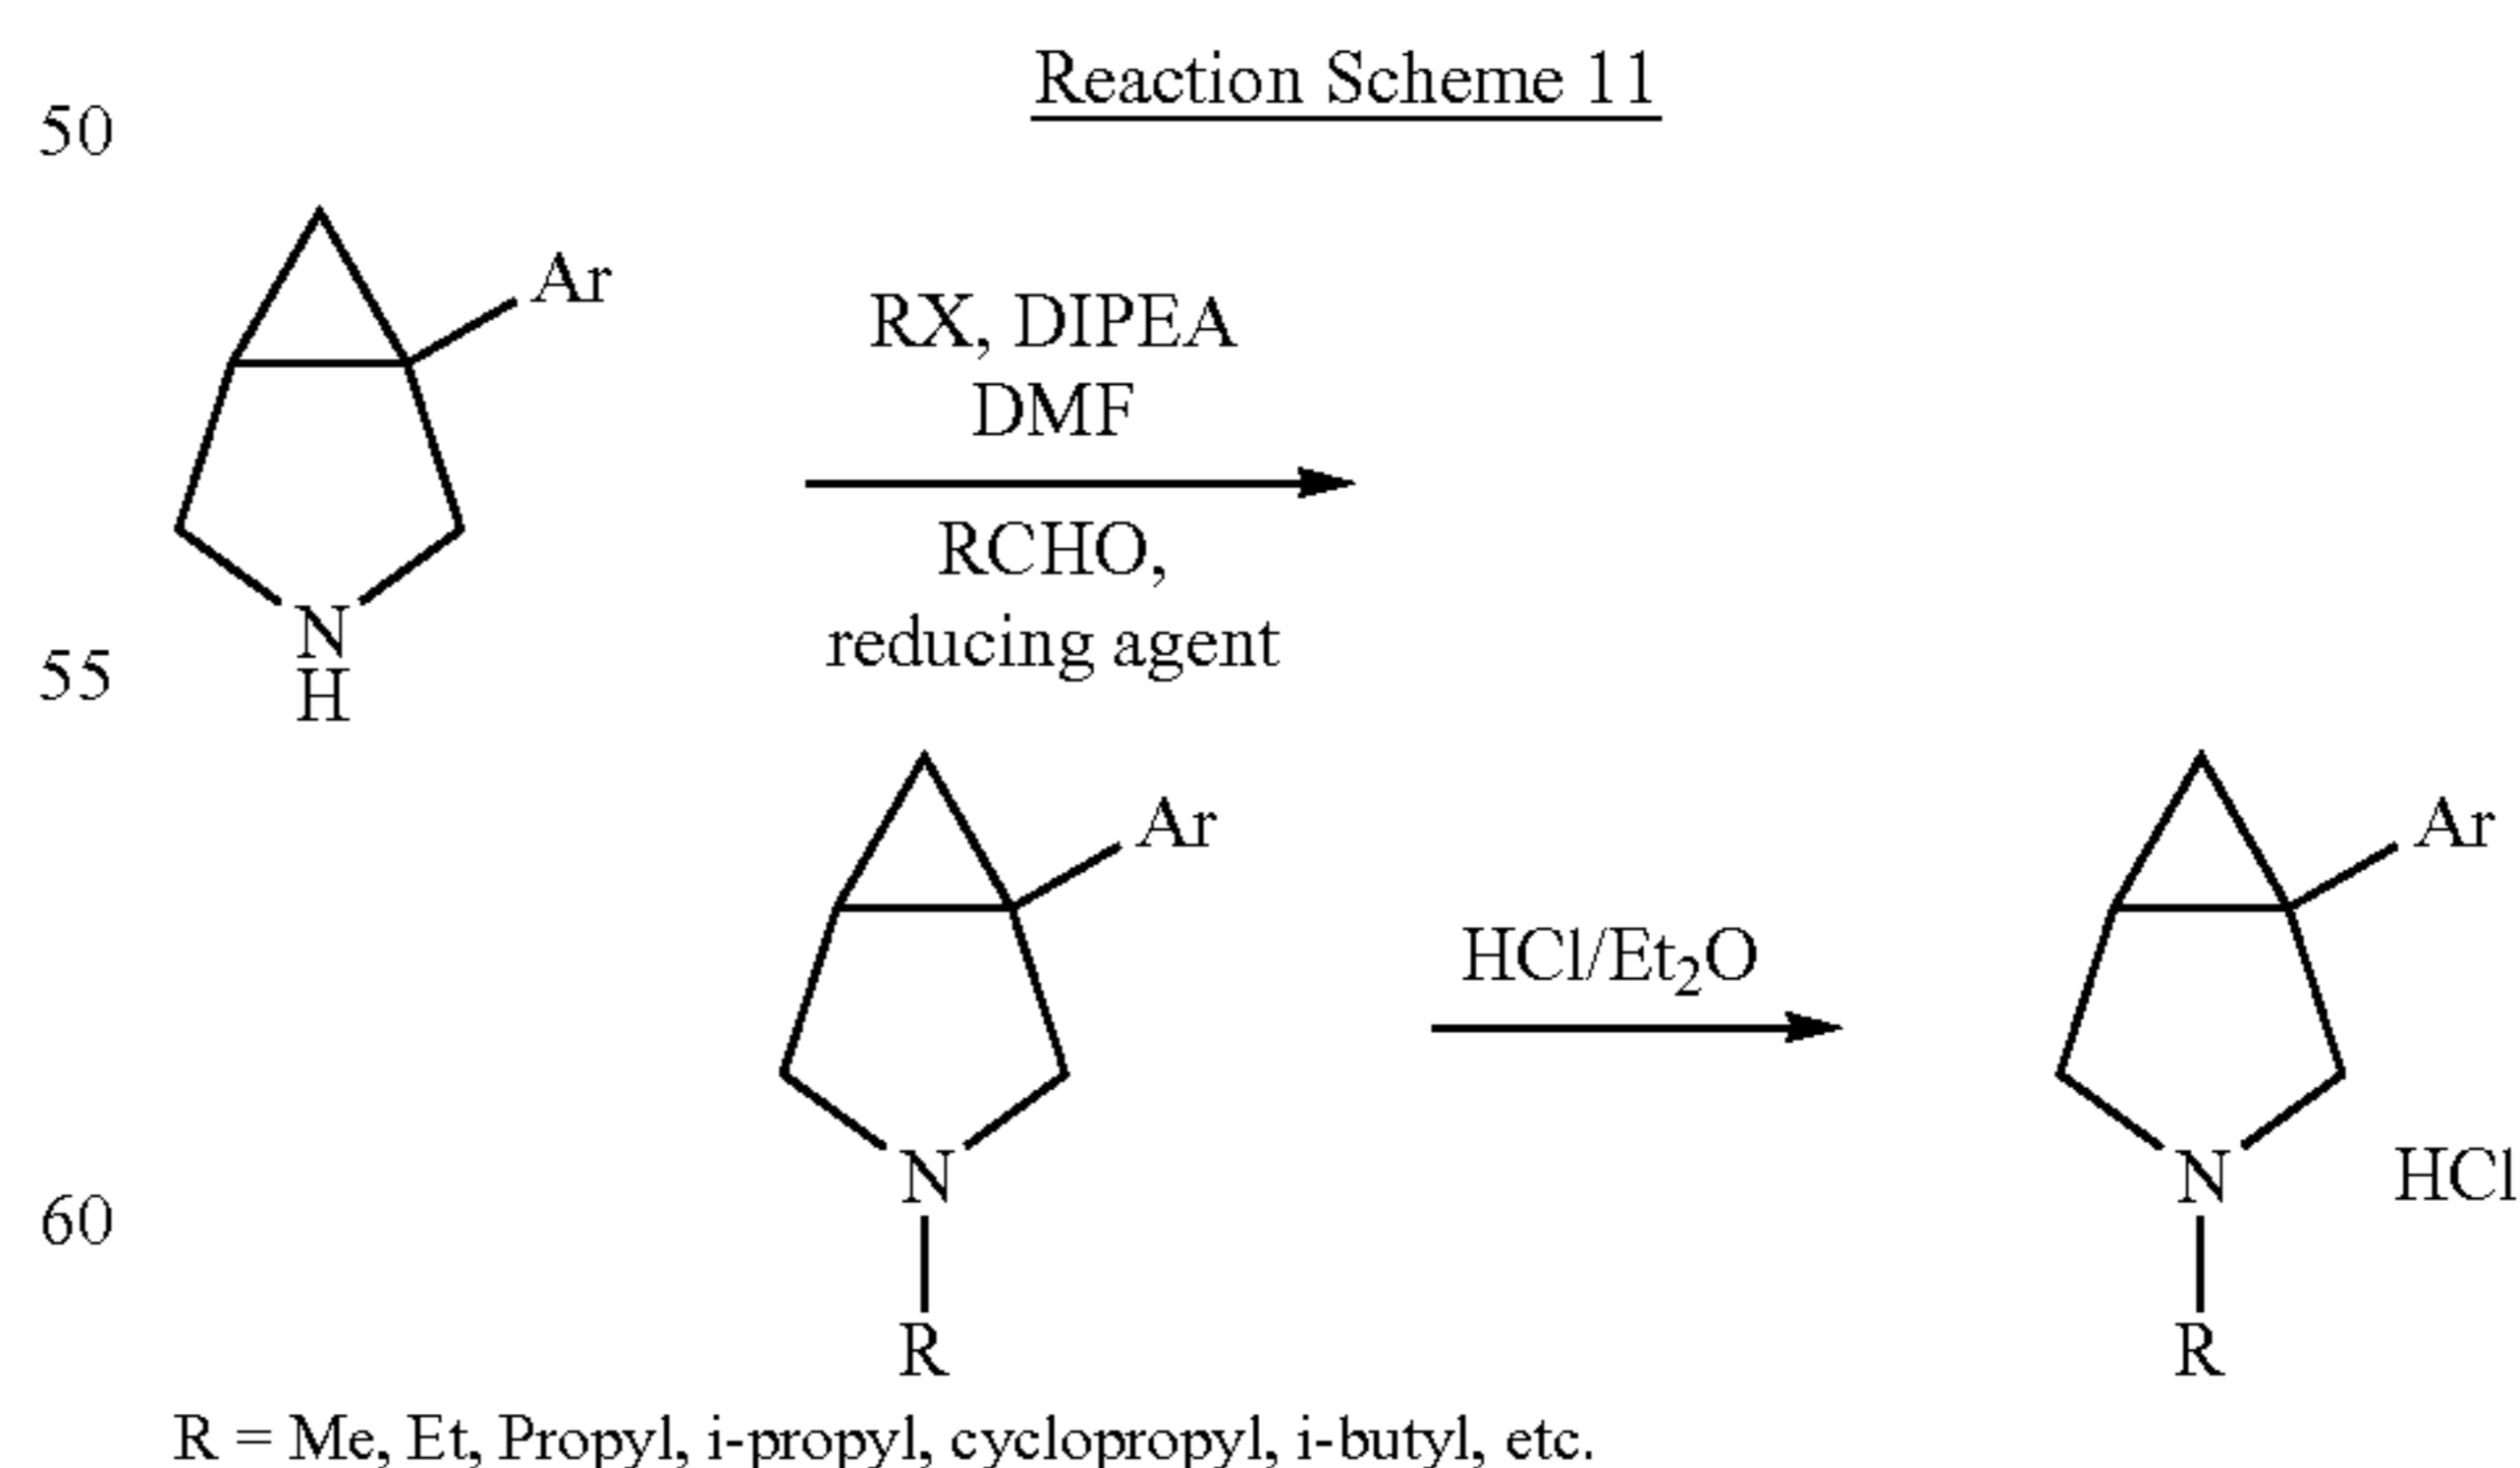 Reaction Scheme 11
50
Ar
RX, DIPEA
DMF
RCHO,
reducing agent
N
H
55
Ar
Ar
HCl/Et₂O
N
N
HCl
60
R
R
R = Me, Et, Propyl, i-propyl, cyclopropyl, i-butyl, etc.